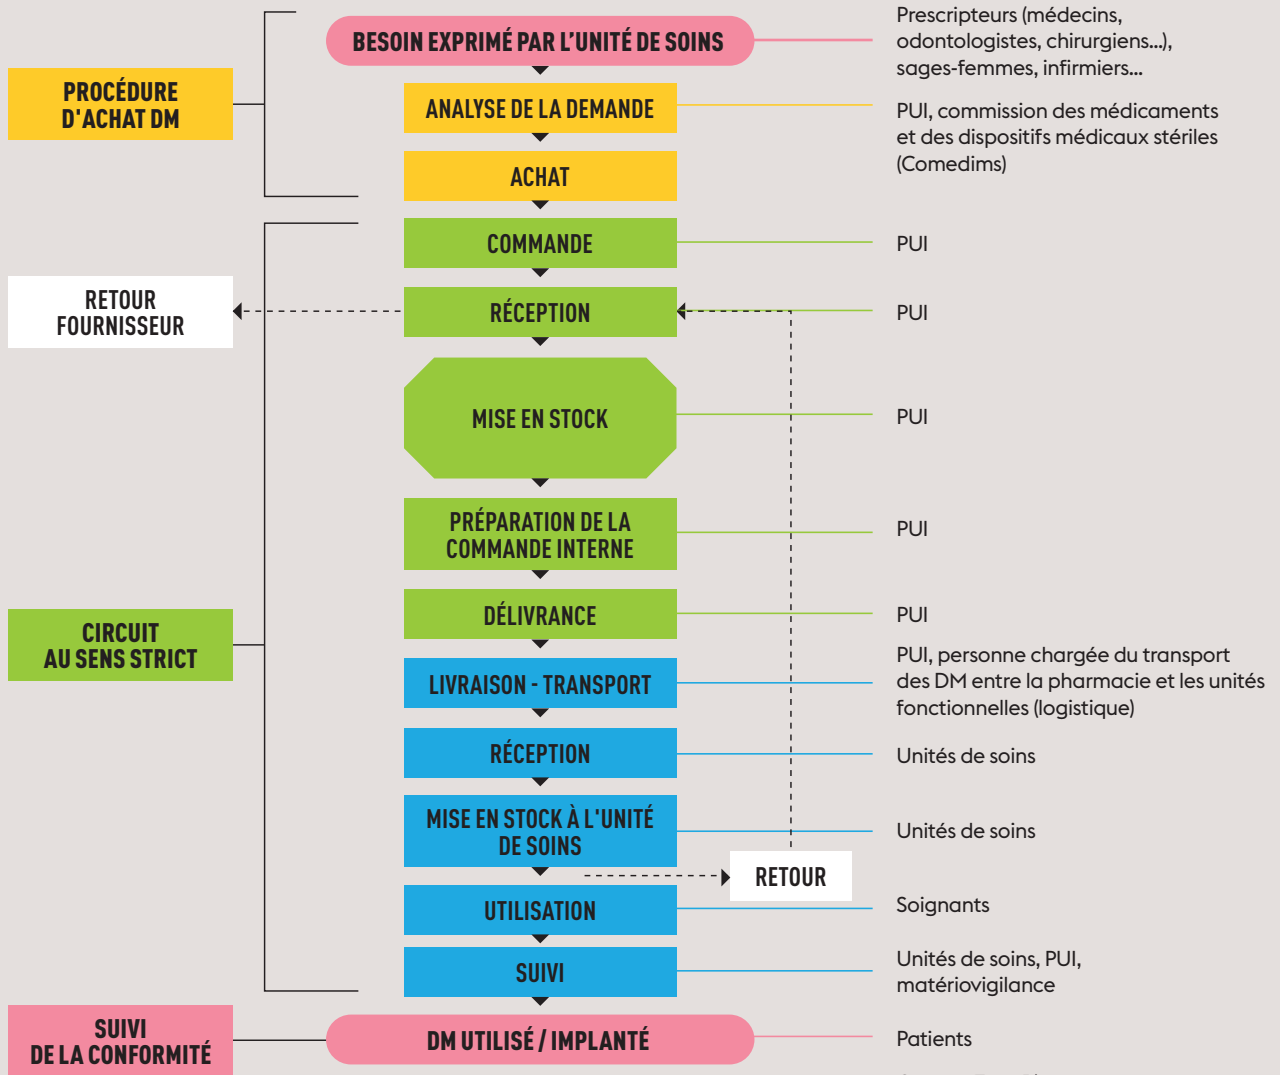 BESOIN EXPRIMÉ PAR L'UNITÉ DE SOINS
Prescripteurs (médecins,
odontologistes, chirurgiens...),
sages-femmes, infirmiers...
PROCÉDURE
D'ACHAT DM
ANALYSE DE LA DEMANDE
PUI, commission des médicaments
et des dispositifs médicaux stériles
(Comedims)
ACHAT
COMMANDE
PUI
RETOUR
FOURNISSEUR
RÉCEPTION
PUI
MISE EN STOCK
PUI
PRÉPARATION DE LA
COMMANDE INTERNE
PUI
DÉLIVRANCE
PUI
CIRCUIT
AU SENS STRICT
LIVRAISON - TRANSPORT
PUI, personne chargée du transport
des DM entre la pharmacie et les unités
fonctionnelles (logistique)
RÉCEPTION
Unités de soins
MISE EN STOCK À L'UNITÉ
DE SOINS
Unités de soins
RETOUR
UTILISATION
Soignants
SUIVI
Unités de soins, PUI,
matériovigilance
SUIVI
DE LA CONFORMITÉ
DM UTILISÉ / IMPLANTÉ
Patients